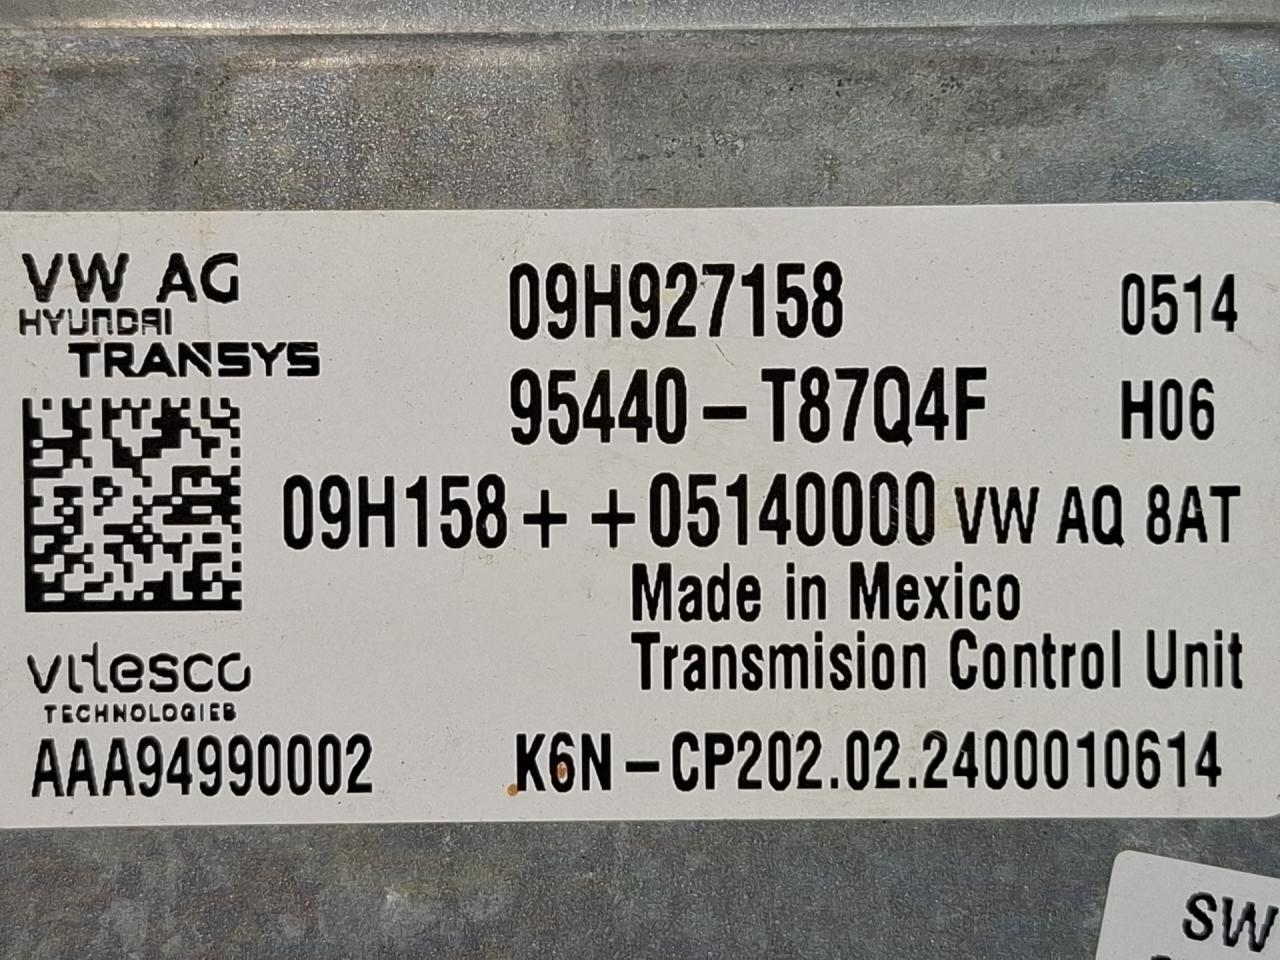 VW AG
HYUNDAI
TRANSYS
09H927158 0514
95440-T87Q4F H06
09H158++05140000 VW AQ 8AT
Made in Mexico
Transmision Control Unit
vitesco
TECHNOLOGIES
AAA94990002 K6N-CP202.02.2400010614
SW